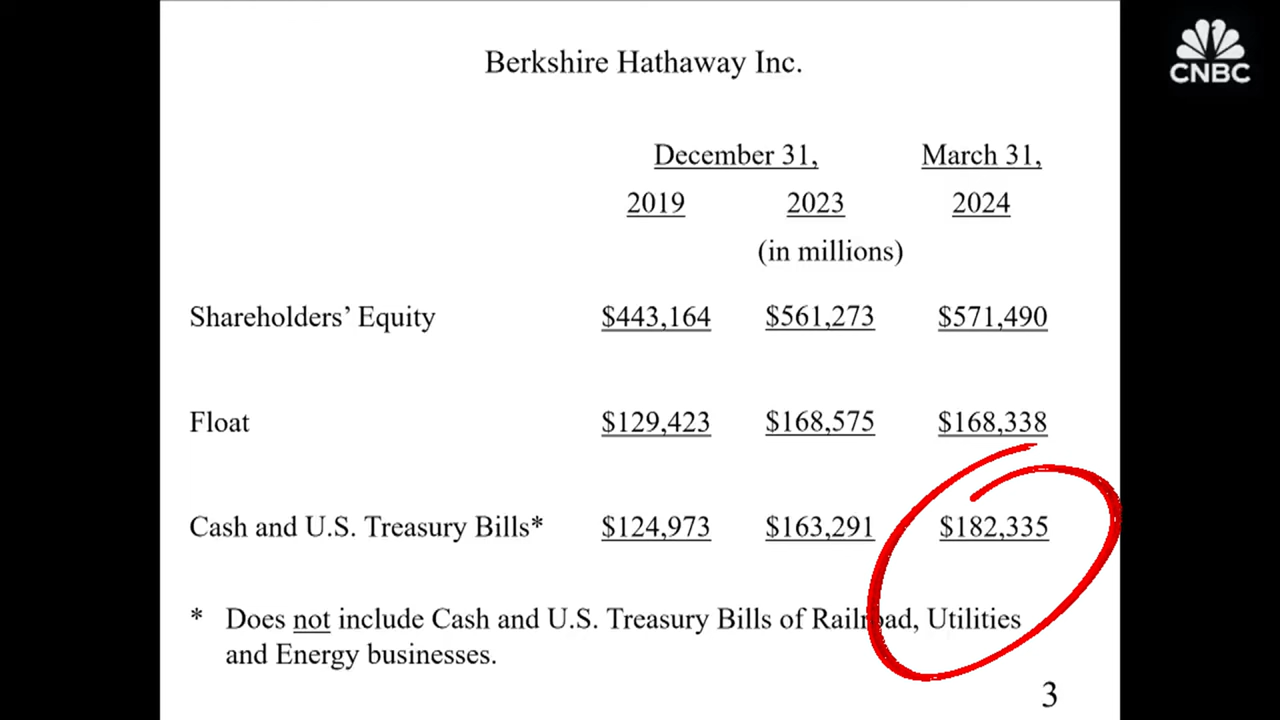 CNBC
Berkshire Hathaway Inc.
December 31, March 31,
2019 2023 2024
(in millions)
Shareholders’ Equity $443,164 $561,273 $571,490
Float $129,423 $168,575 $168,338
Cash and U.S. Treasury Bills* $124,973 $163,291 $182,335
* Does not include Cash and U.S. Treasury Bills of Railroad, Utilities
and Energy businesses.
3